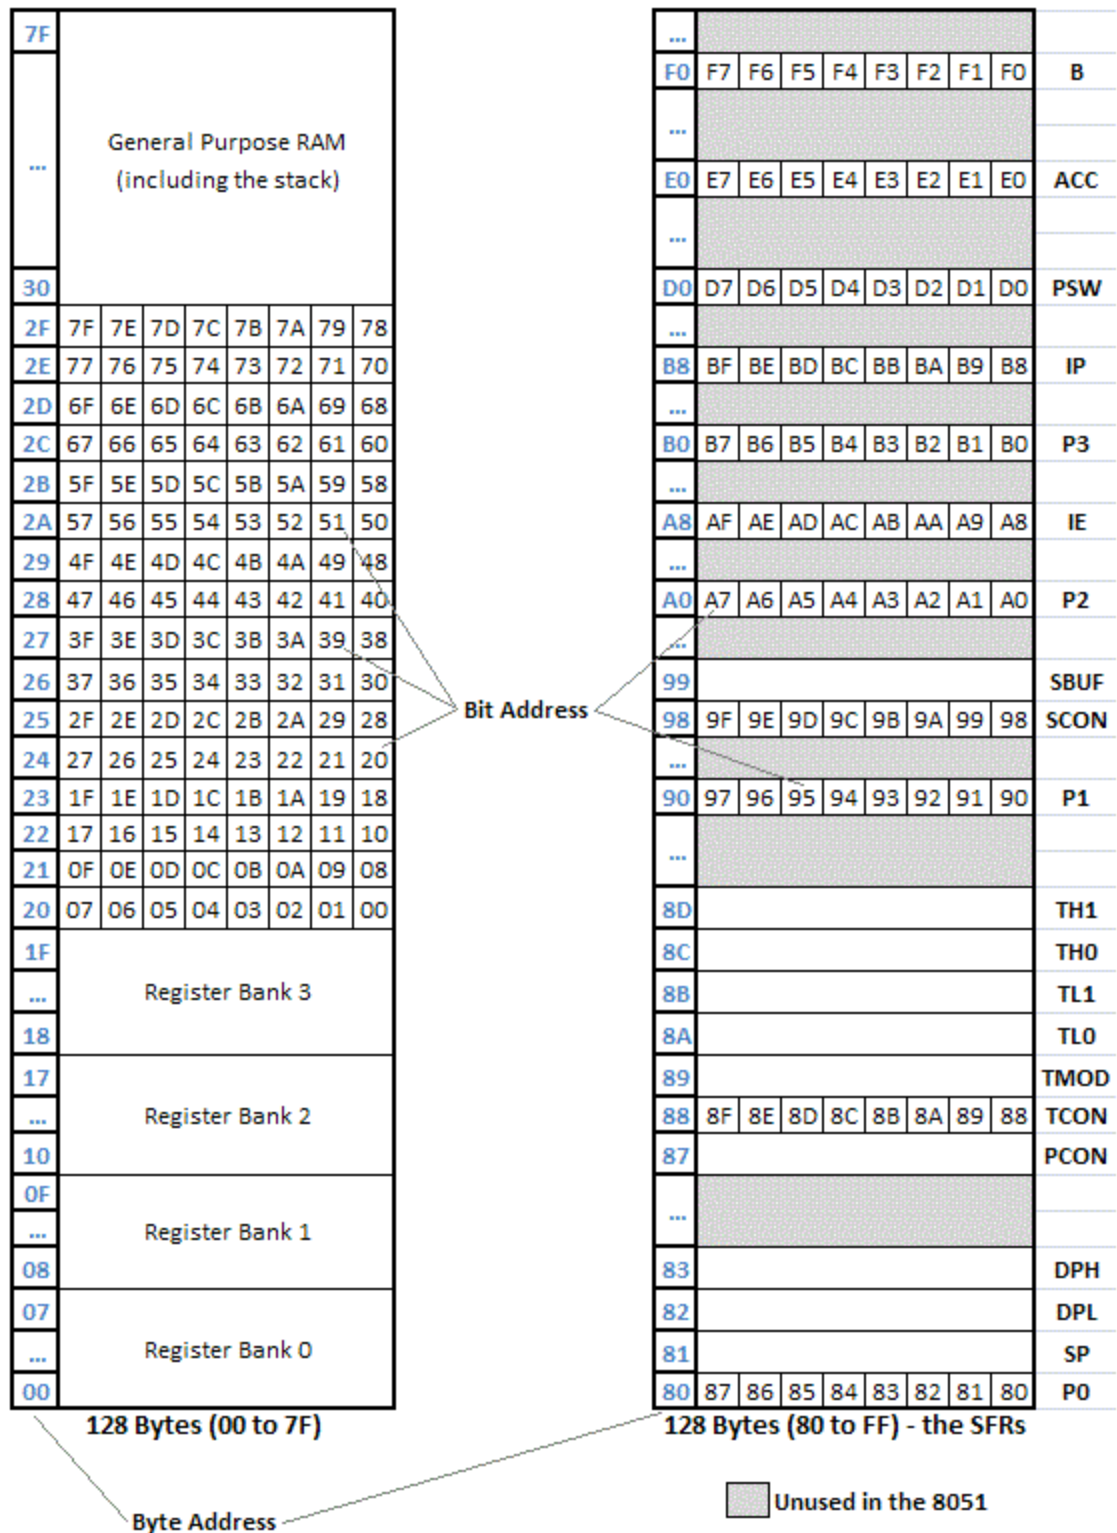 7F
... General Purpose RAM
(including the stack)
30
2F 7F 7E 7D 7C 7B 7A 79 78
2E 77 76 75 74 73 72 71 70
2D 6F 6E 6D 6C 6B 6A 69 68
2C 67 66 65 64 63 62 61 60
2B 5F 5E 5D 5C 5B 5A 59 58
2A 57 56 55 54 53 52 51 50
29 4F 4E 4D 4C 4B 4A 49 48
28 47 46 45 44 43 42 41 40
27 3F 3E 3D 3C 3B 3A 39 38
26 37 36 35 34 33 32 31 30
25 2F 2E 2D 2C 2B 2A 29 28
24 27 26 25 24 23 22 21 20
23 1F 1E 1D 1C 1B 1A 19 18
22 17 16 15 14 13 12 11 10
21 0F 0E 0D 0C 0B 0A 09 08
20 07 06 05 04 03 02 01 00
1F
... Register Bank 3
18
17
... Register Bank 2
10
0F
... Register Bank 1
08
07
... Register Bank 0
00
128 Bytes (00 to 7F)
Bit Address
...
F0 F7 F6 F5 F4 F3 F2 F1 F0 B
...
E0 E7 E6 E5 E4 E3 E2 E1 E0 ACC
...
D0 D7 D6 D5 D4 D3 D2 D1 D0 PSW
...
B8 BF BE BD BC BB BA B9 B8 IP
...
B0 B7 B6 B5 B4 B3 B2 B1 B0 P3
...
A8 AF AE AD AC AB AA A9 A8 IE
...
A0 A7 A6 A5 A4 A3 A2 A1 A0 P2
...
99 SBUF
98 9F 9E 9D 9C 9B 9A 99 98 SCON
...
90 97 96 95 94 93 92 91 90 P1
...
8D TH1
8C TH0
8B TL1
8A TL0
89 TMOD
88 8F 8E 8D 8C 8B 8A 89 88 TCON
87 PCON
...
83 DPH
82 DPL
81 SP
80 87 86 85 84 83 82 81 80 P0
128 Bytes (80 to FF) - the SFRs
Unused in the 8051
Byte Address